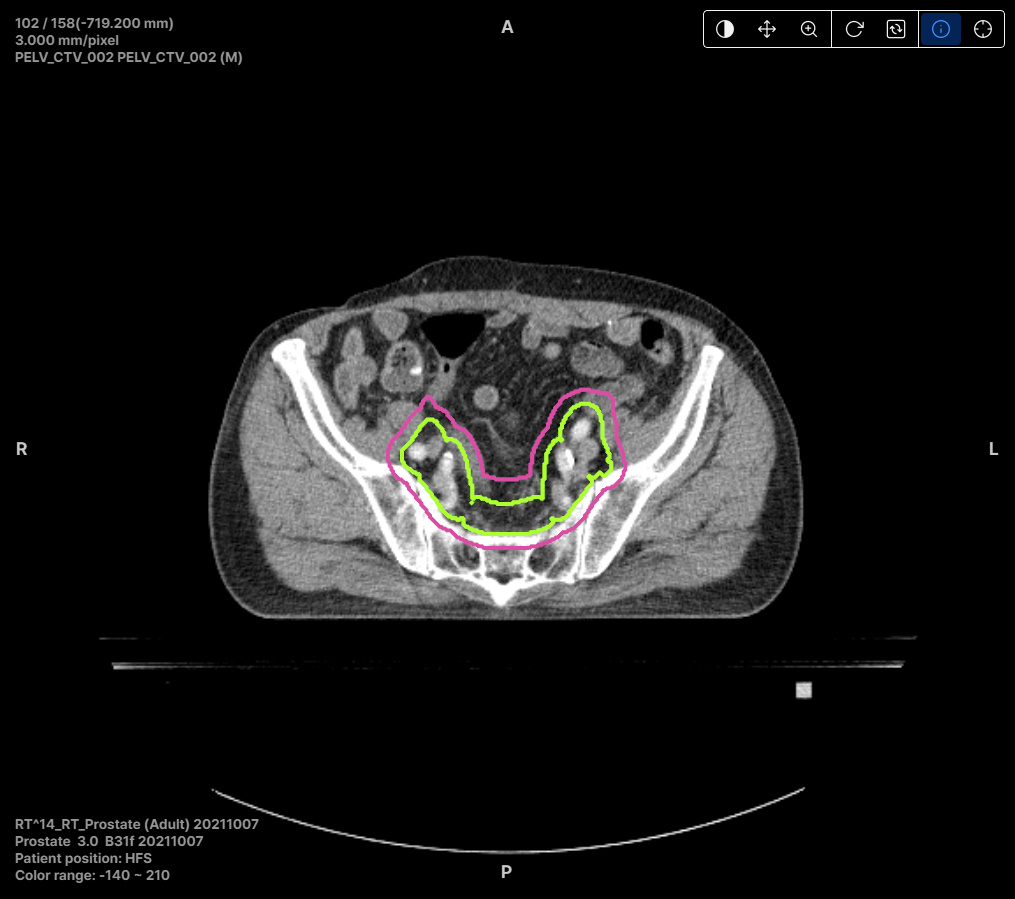 102 / 158(-719.200 mm)
3.000 mm/pixel
PELV_CTV_002 PELV_CTV_002 (M)
A
R
L
RT^14_RT_Prostate (Adult) 20211007
Prostate 3.0 B31f 20211007
Patient position: HFS
Color range: -140 ~ 210
P